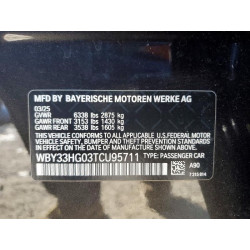 MFD BY BAYERISCHE MOTOREN WERKE AG
03/25
GVWR 6338 lbs 2875 kg
GAWR FRONT 3153 lbs 1430 kg
GAWR REAR 3538 lbs 1605 kg
THIS VEHICLE CONFORMS TO ALL APPLICABLE
FEDERAL MOTOR VEHICLE SAFETY, BUMPER, AND THEFT PREVENTION
STANDARDS IN EFFECT ON THE DATE OF MANUFACTURE SHOWN ABOVE.
WBY33HG03TCU95711 TYPE: PASSENGER CAR
A90